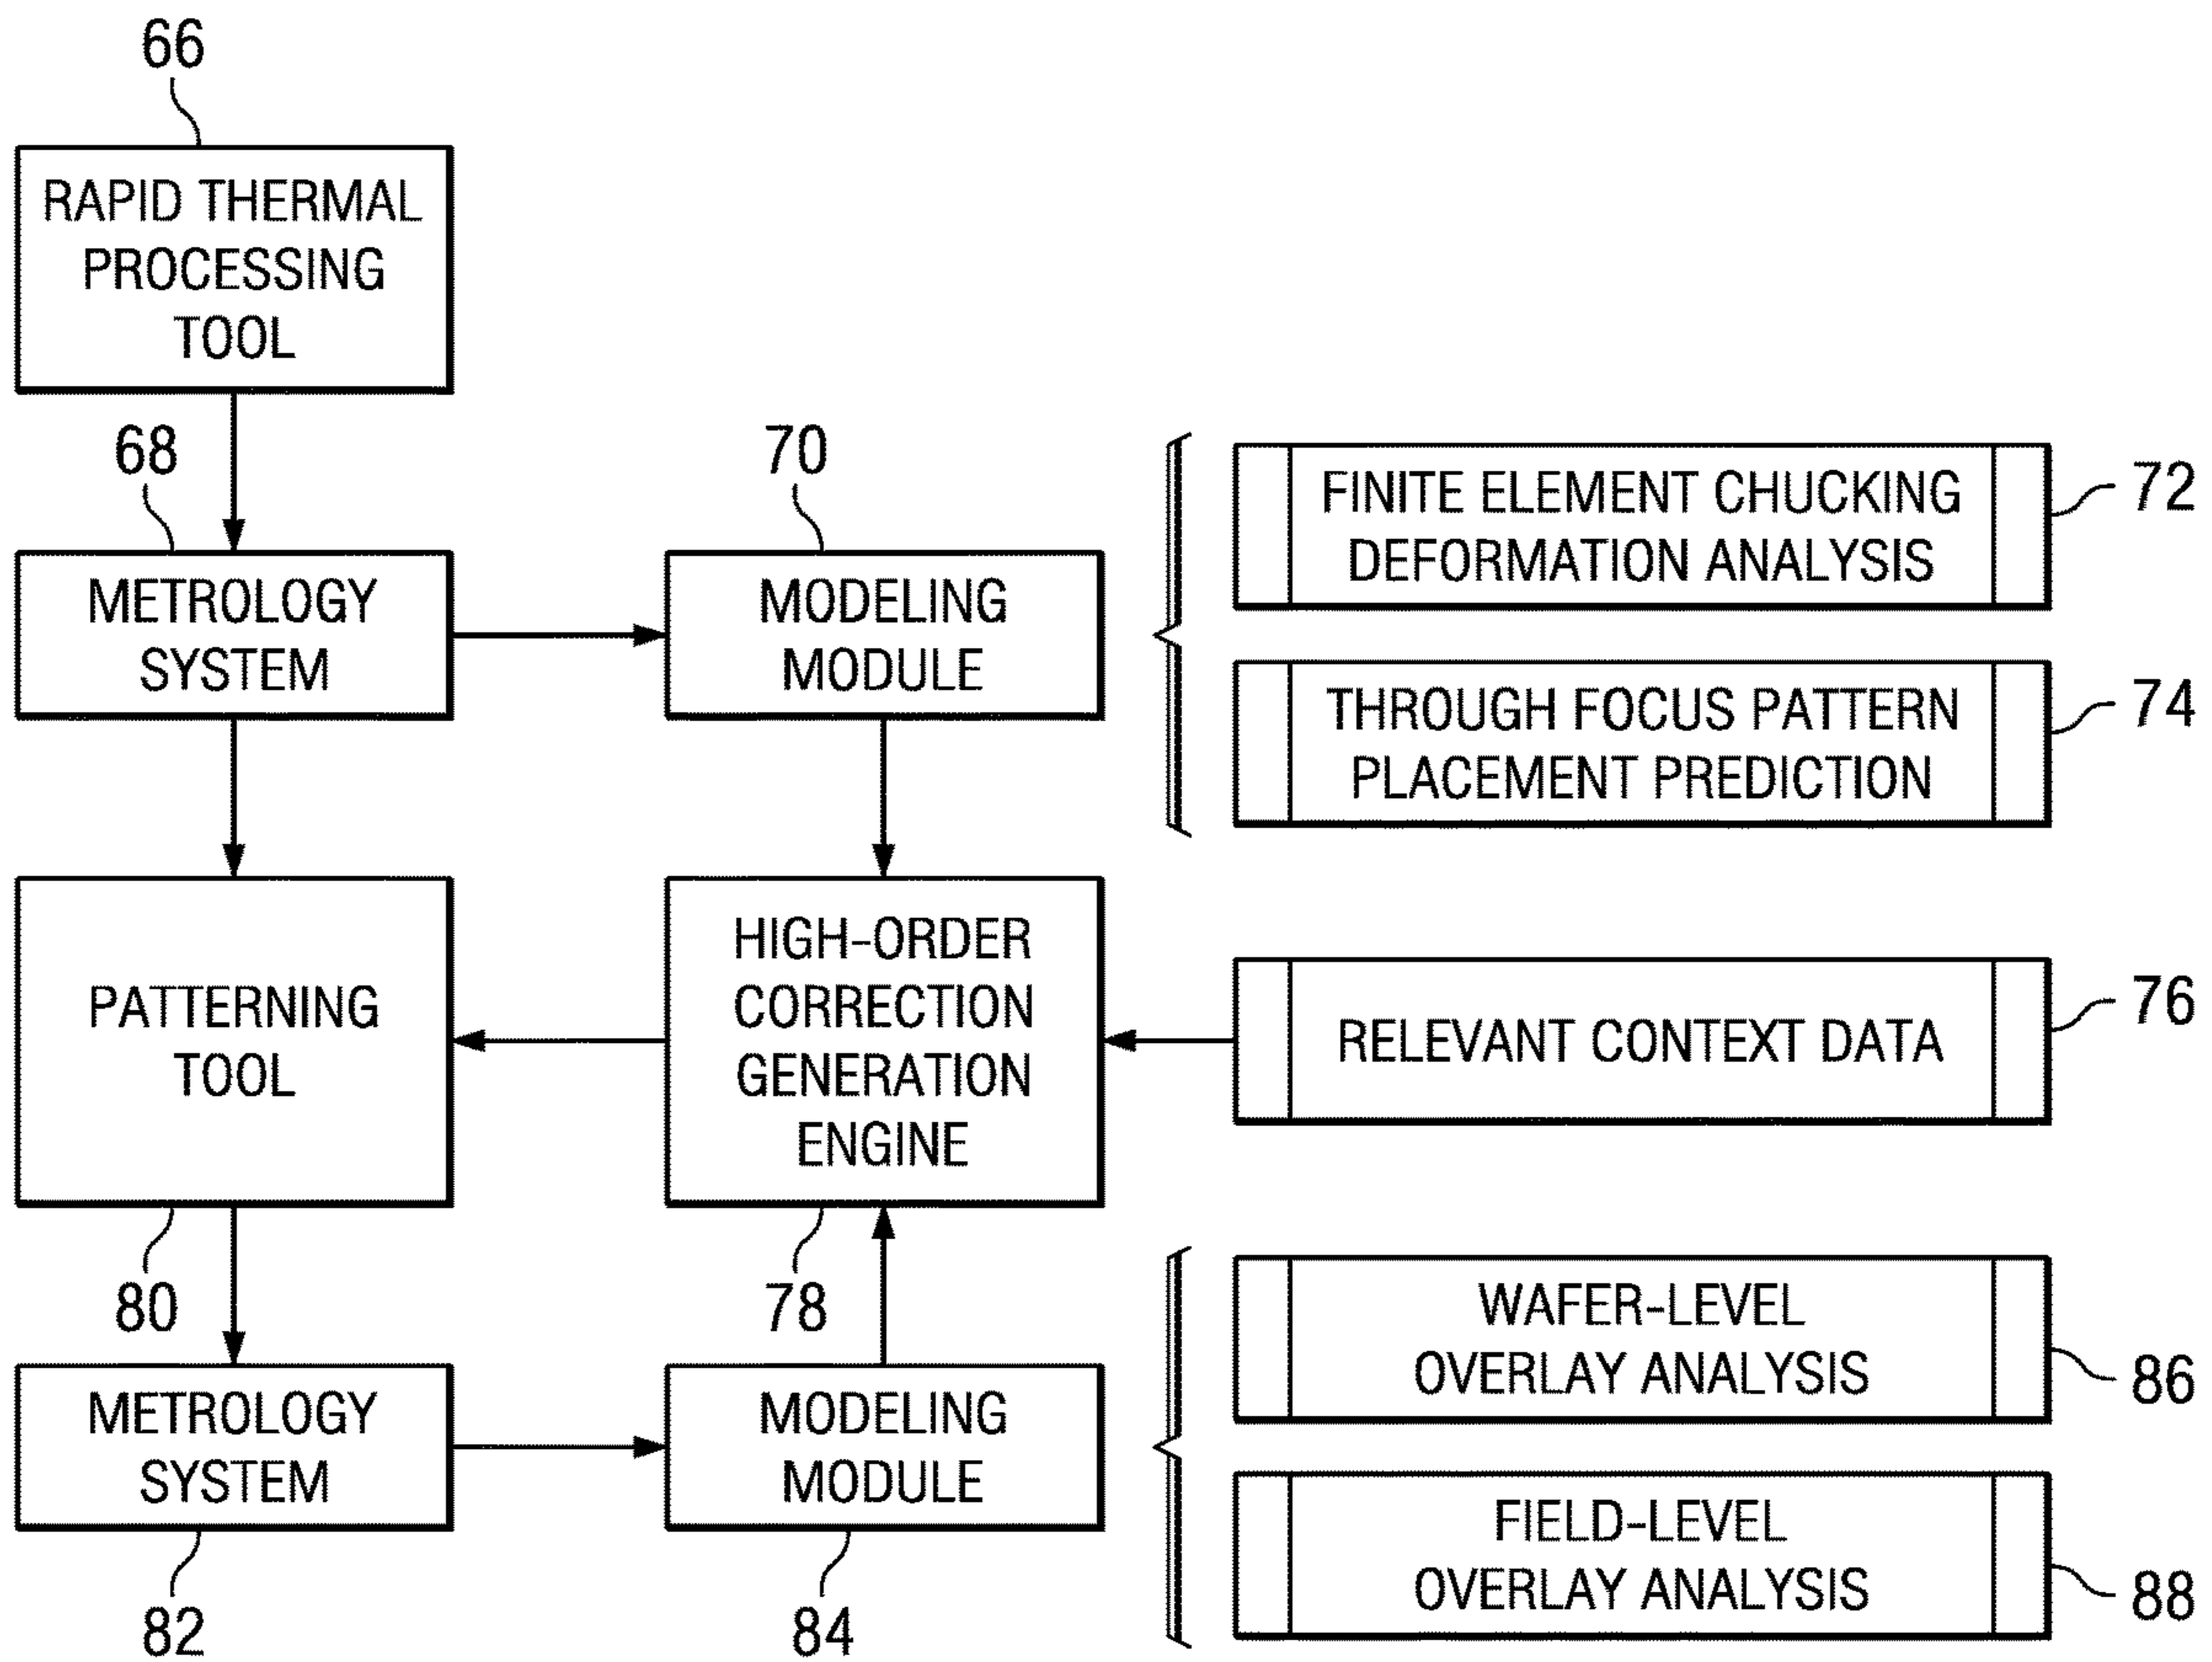 66
RAPID THERMAL
PROCESSING
TOOL
68
METROLOGY
SYSTEM
70
MODELING
MODULE
FINITE ELEMENT CHUCKING
DEFORMATION ANALYSIS
72
THROUGH FOCUS PATTERN
PLACEMENT PREDICTION
74
PATTERNING
TOOL
80
HIGH-ORDER
CORRECTION
GENERATION
ENGINE
78
RELEVANT CONTEXT DATA
76
METROLOGY
SYSTEM
82
MODELING
MODULE
84
WAFER-LEVEL
OVERLAY ANALYSIS
86
FIELD-LEVEL
OVERLAY ANALYSIS
88